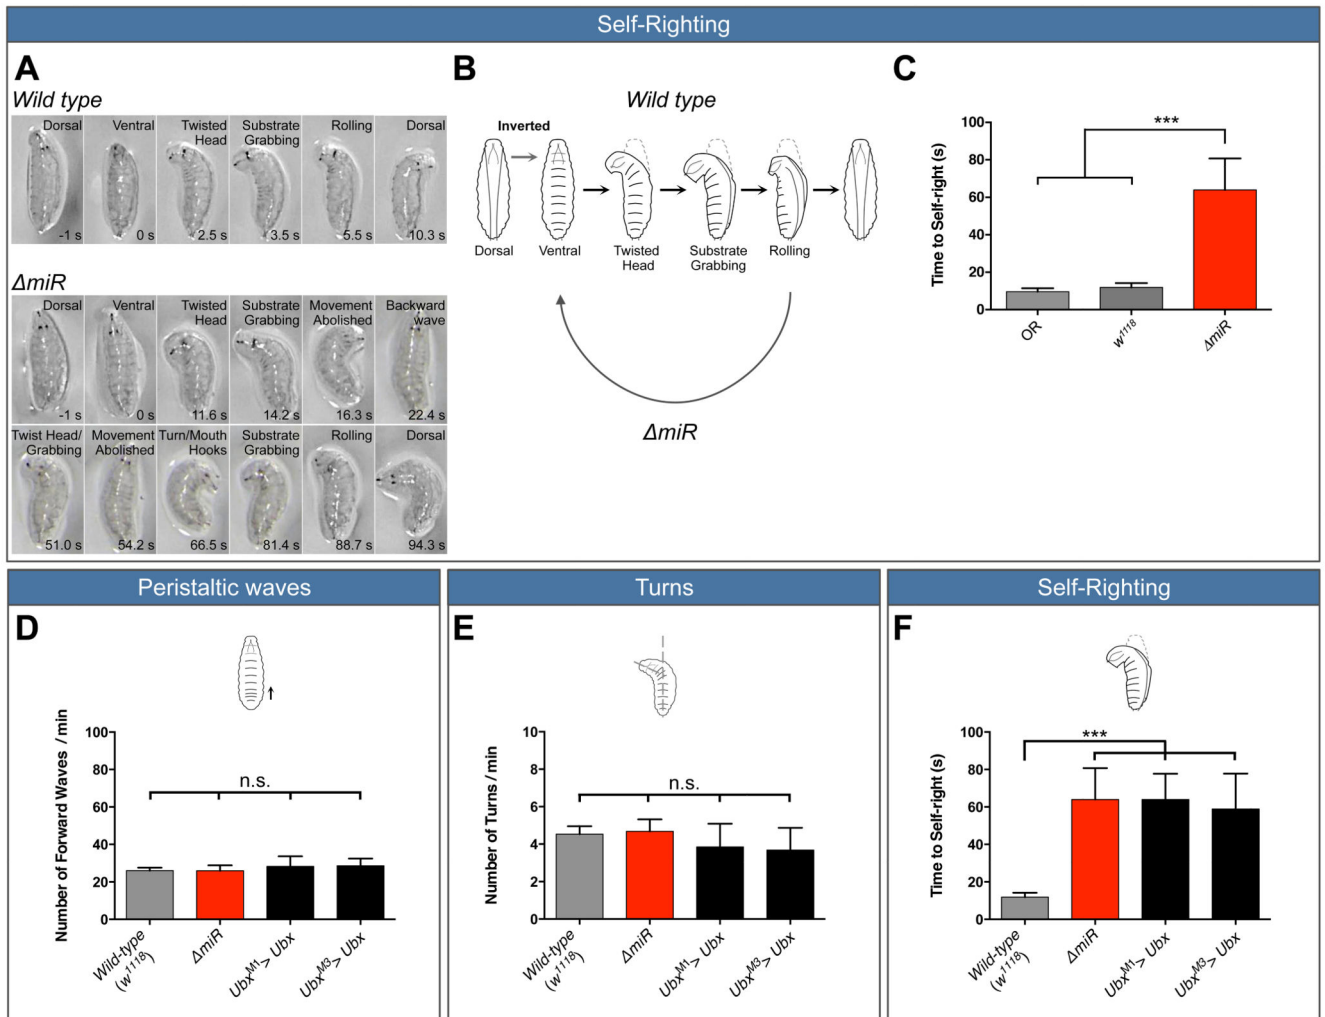 Self-Righting
A
Wild type
Dorsal
Ventral
Twisted
Head
Substrate
Grabbing
Rolling
Dorsal
-1 s
0 s
2.5 s
3.5 s
5.5 s
10.3 s
ΔmiR
Dorsal
Ventral
Twisted
Head
Substrate
Grabbing
Movement
Abolished
Backward
wave
-1 s
0 s
11.6 s
14.2 s
16.3 s
22.4 s
Twist Head/
Grabbing
Movement
Abolished
Turn/Mouth
Hooks
Substrate
Grabbing
Rolling
Dorsal
51.0 s
54.2 s
66.5 s
81.4 s
88.7 s
94.3 s
B
Wild type
Inverted
Dorsal
Ventral
Twisted
Head
Substrate
Grabbing
Rolling
ΔmiR
C
Time to Self-right (s)
100
80
60
40
20
0
***
OR
w1118
ΔmiR
Peristaltic waves
D
Number of Forward Waves / min
100
80
60
40
20
0
n.s.
Wild-type
(w1118)
ΔmiR
UbxM1> Ubx
UbxM3> Ubx
Turns
E
Number of Turns / min
10
8
6
4
2
0
n.s.
Wild-type
(w1118)
ΔmiR
UbxM1> Ubx
UbxM3> Ubx
Self-Righting
F
Time to Self-right (s)
100
80
60
40
20
0
***
Wild-type
(w1118)
ΔmiR
UbxM1> Ubx
UbxM3> Ubx